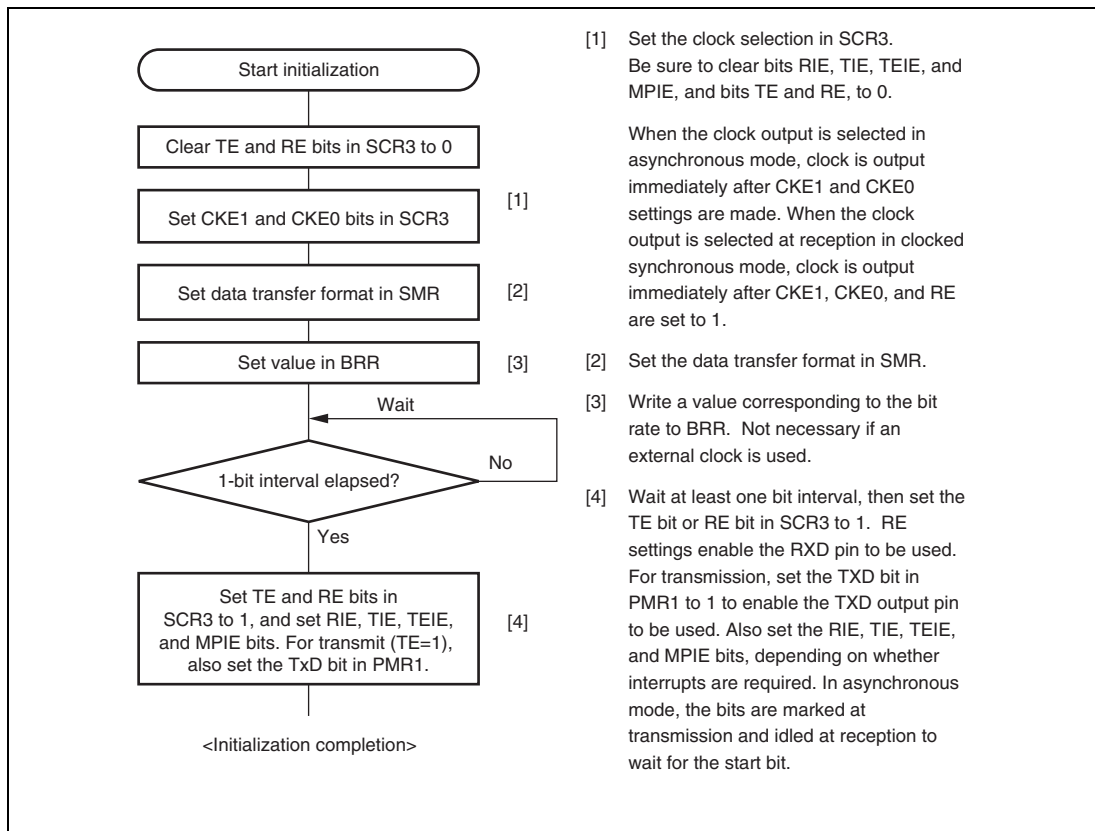 Start initialization
Clear TE and RE bits in SCR3 to 0
Set CKE1 and CKE0 bits in SCR3
[1]
Set data transfer format in SMR
[2]
Set value in BRR
[3]
Wait
1-bit interval elapsed?
No
Yes
Set TE and RE bits in
SCR3 to 1, and set RIE, TIE, TEIE,
and MPIE bits. For transmit (TE=1),
also set the TxD bit in PMR1.
[4]
<Initialization completion>
[1] Set the clock selection in SCR3.
Be sure to clear bits RIE, TIE, TEIE, and
MPIE, and bits TE and RE, to 0.
When the clock output is selected in
asynchronous mode, clock is output
immediately after CKE1 and CKE0
settings are made. When the clock
output is selected at reception in clocked
synchronous mode, clock is output
immediately after CKE1, CKE0, and RE
are set to 1.
[2] Set the data transfer format in SMR.
[3] Write a value corresponding to the bit
rate to BRR.  Not necessary if an
external clock is used.
[4] Wait at least one bit interval, then set the
TE bit or RE bit in SCR3 to 1.  RE
settings enable the RXD pin to be used.
For transmission, set the TXD bit in
PMR1 to 1 to enable the TXD output pin
to be used. Also set the RIE, TIE, TEIE,
and MPIE bits, depending on whether
interrupts are required. In asynchronous
mode, the bits are marked at
transmission and idled at reception to
wait for the start bit.